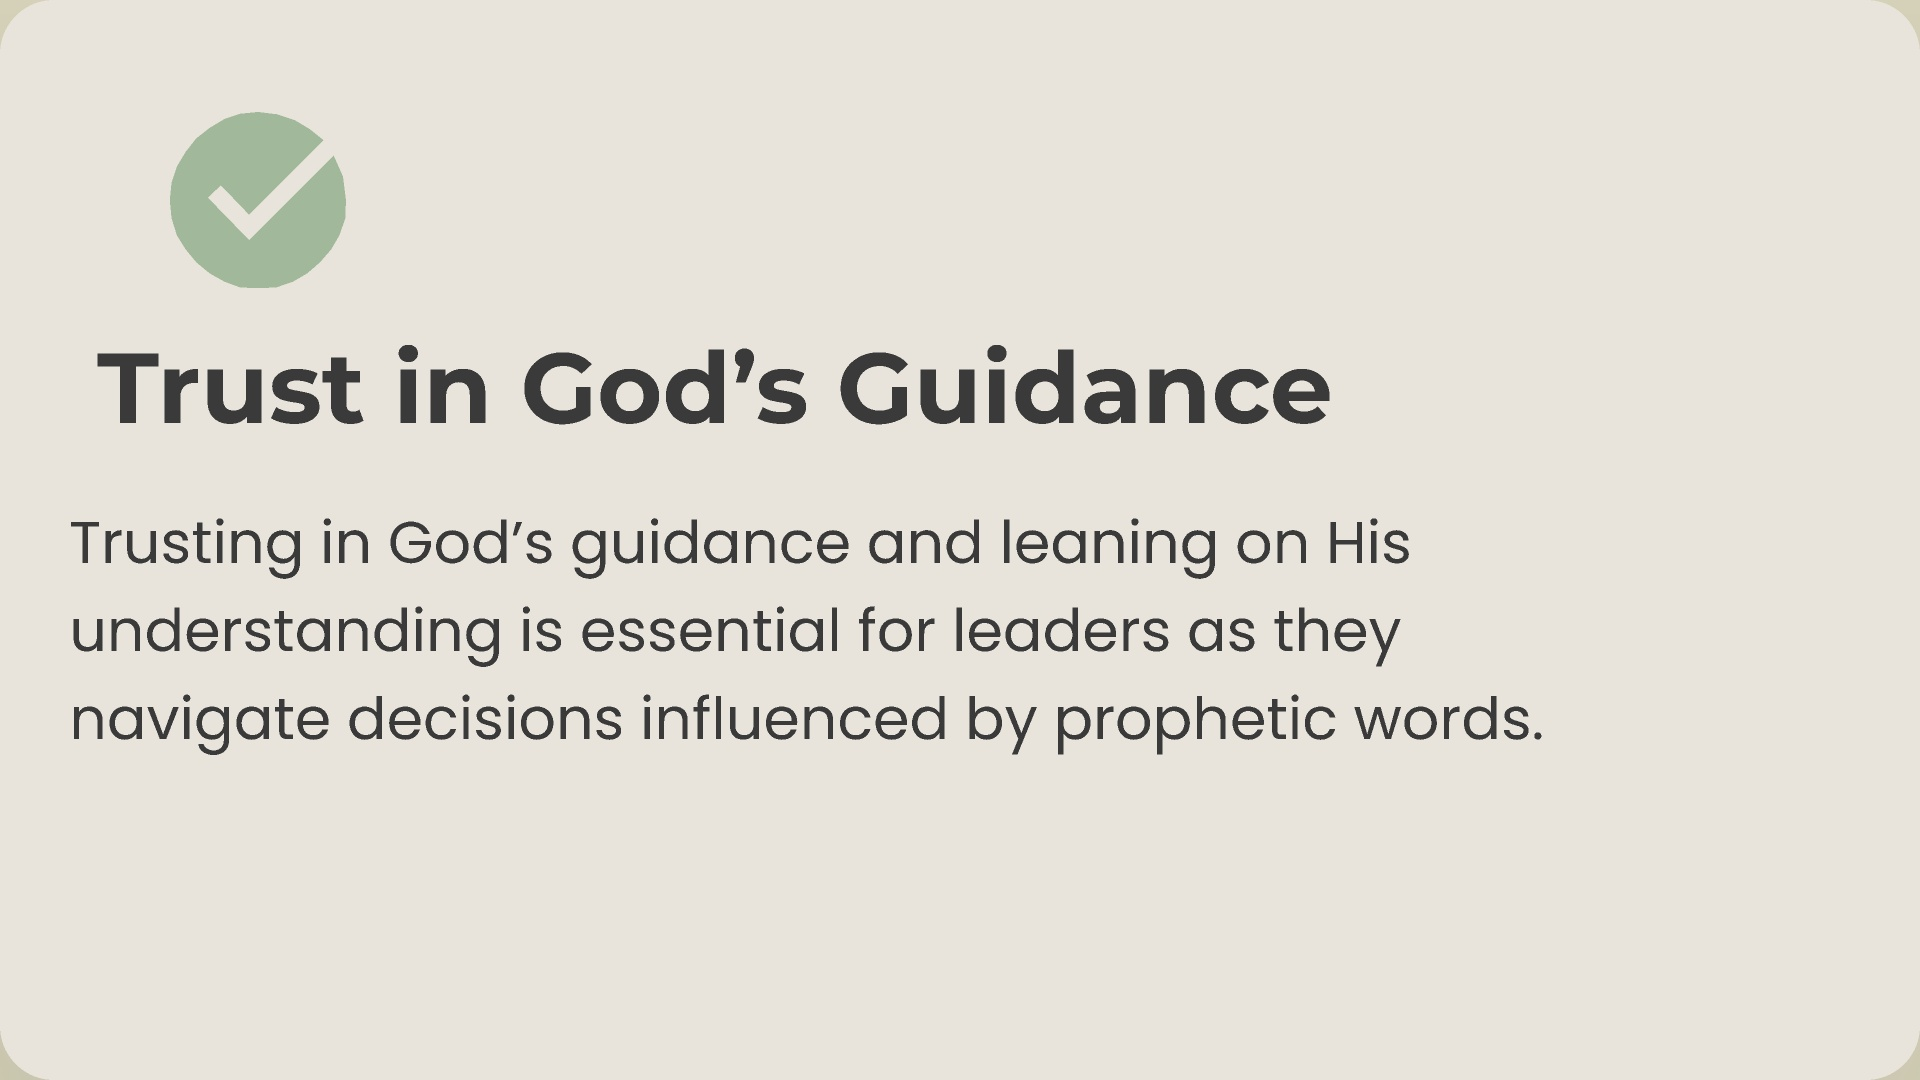 Trust in God’s Guidance
Trusting in God’s guidance and leaning on His
understanding is essential for leaders as they
navigate decisions influenced by prophetic words.